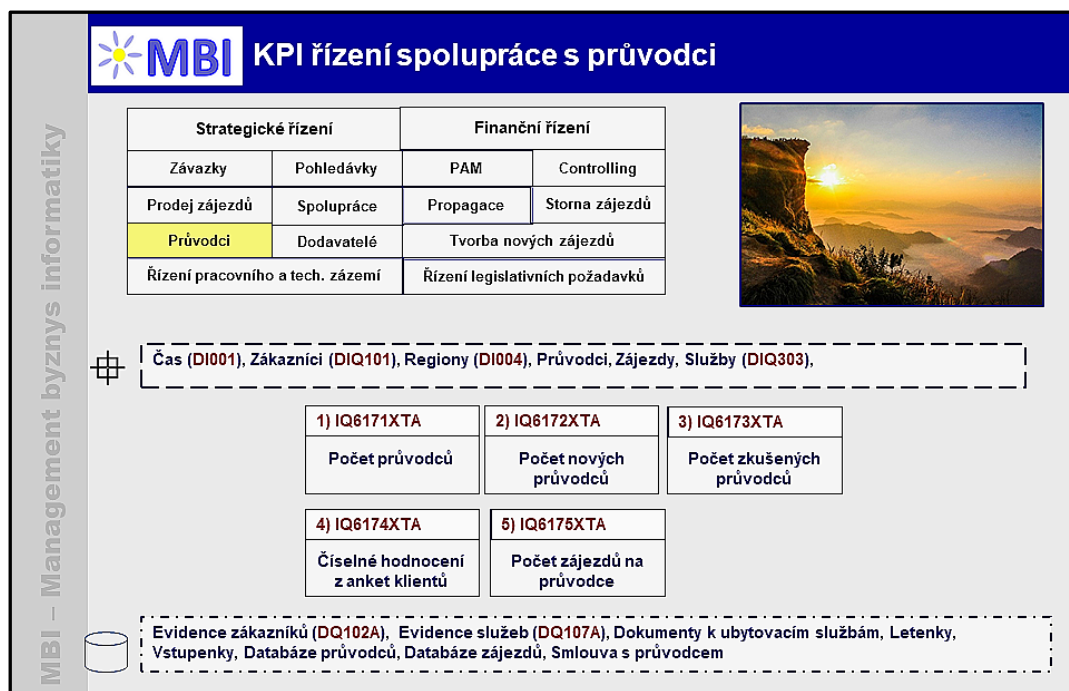 MBI – Management byznys informatiky
MBI KPI řízení spolupráce s průvodci
Strategické řízení Finanční řízení
Závazky Pohledávky PAM Controlling
Prodej zájezdů Spolupráce Propagace Storna zájezdů
Průvodci Dodavatelé Tvorba nových zájezdů
Řízení pracovního a tech. zázemí Řízení legislativních požadavků
Čas (DI001), Zákazníci (DIQ101), Regiony (DI004), Průvodci, Zájezdy, Služby (DIQ303),
1) IQ6171XTA
Počet průvodců
2) IQ6172XTA
Počet nových
průvodců
3) IQ6173XTA
Počet zkušených
průvodců
4) IQ6174XTA
Číselné hodnocení
z anket klientů
5) IQ6175XTA
Počet zájezdů na
průvodce
Evidence zákazníků (DQ102A), Evidence služeb (DQ107A), Dokumenty k ubytovacím službám, Letenky,
Vstupenky, Databáze průvodců, Databáze zájezdů, Smlouva s průvodcem